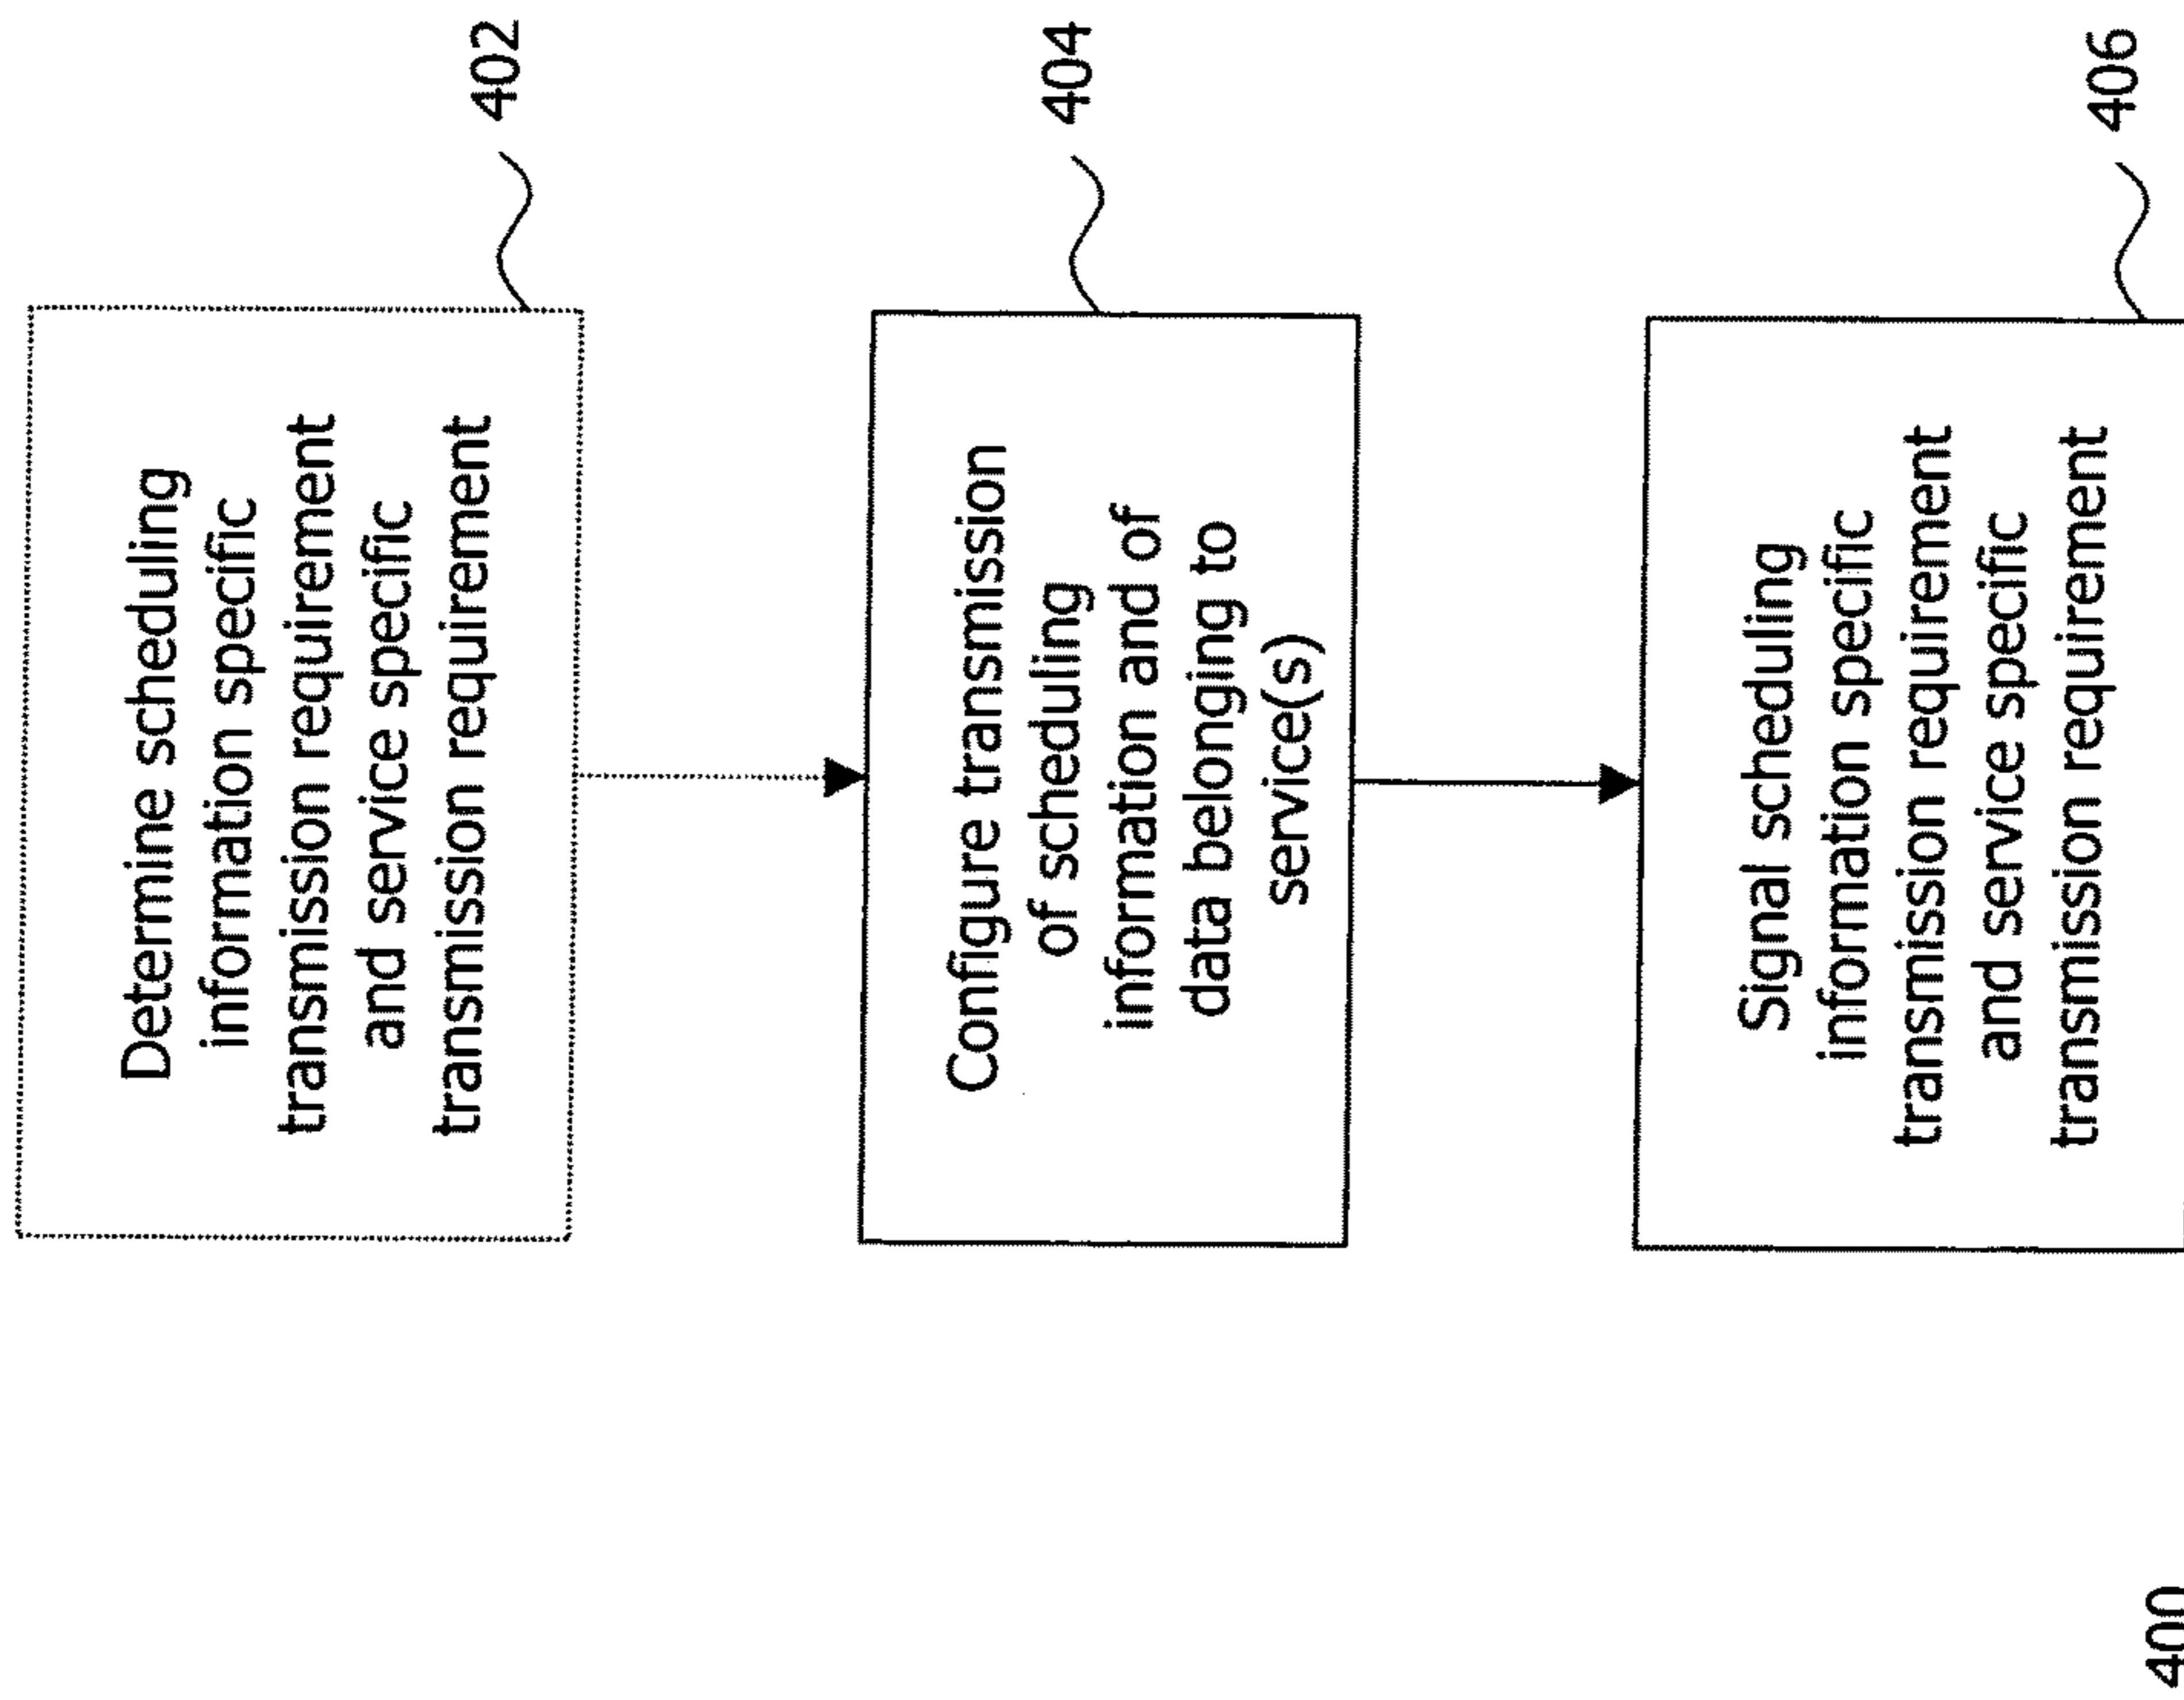 402
Determine scheduling
information specific
transmission requirement
and service specific
transmission requirement
404
Configure transmission
of scheduling
information and of
data belonging to
service(s)
406
Signal scheduling
information specific
transmission requirement
and service specific
transmission requirement
400